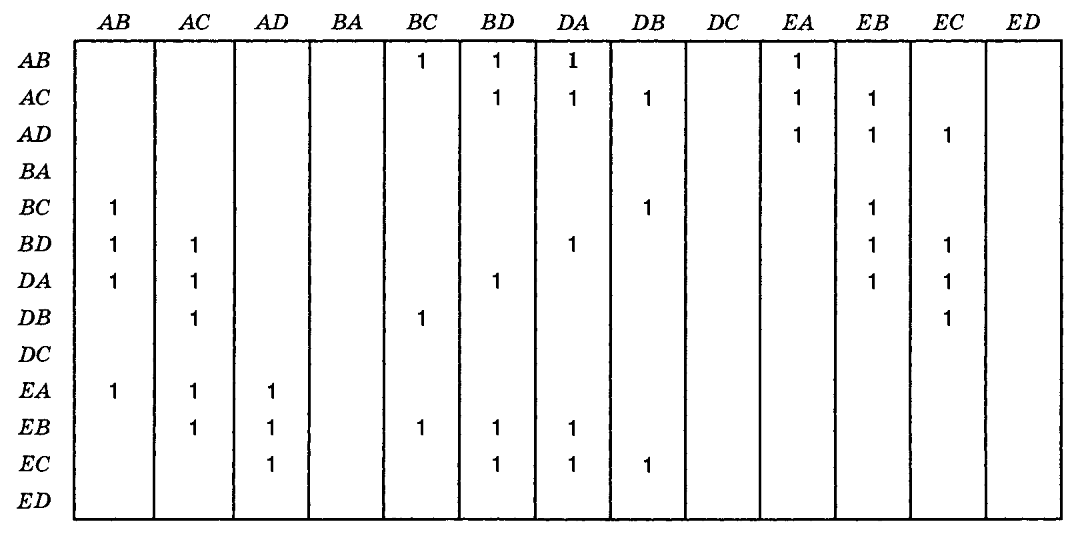 AB AC AD BA BC BD DA DB DC EA EB EC ED
AB 1 1 1 1
AC 1 1 1 1 1
AD 1 1 1
BA
BC 1 1 1
BD 1 1 1 1 1
DA 1 1 1 1 1
DB 1 1 1
DC
EA 1 1 1
EB 1 1 1 1 1
EC 1 1 1 1
ED